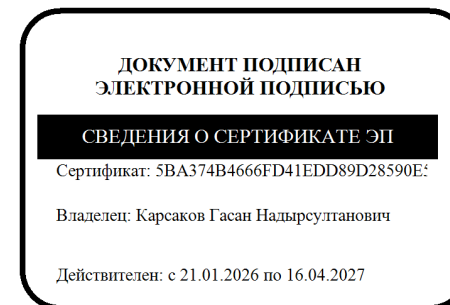 ДОКУМЕНТ ПОДПИСАН
ЭЛЕКТРОННОЙ ПОДПИСЬЮ
СВЕДЕНИЯ О СЕРТИФИКАТЕ ЭП
Сертификат: 5BA374B4666FD41EDD89D28590E5
Владелец: Карсаков Гасан Надырсултанович
Действителен: с 21.01.2026 по 16.04.2027